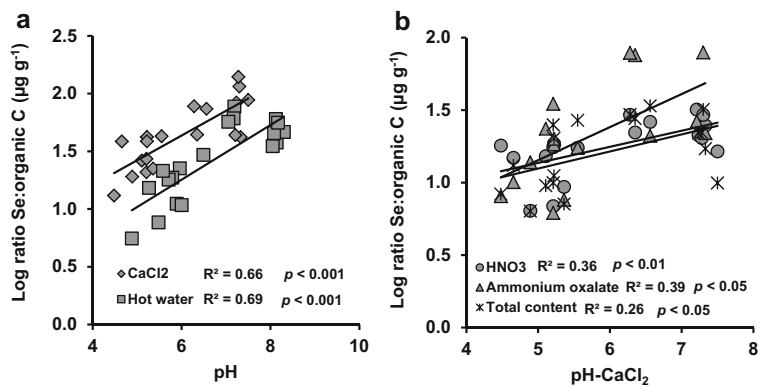 a
Log ratio Se:organic C (µg g⁻¹)
2.5
2.0
1.5
1.0
0.5
0.0
CaCl2 R² = 0.66 p < 0.001
Hot water R² = 0.69 p < 0.001
4 6 8 10
pH
b
Log ratio Se:organic C (µg g⁻¹)
2.0
1.5
1.0
0.5
0.0
HNO3 R² = 0.36 p < 0.01
Ammonium oxalate R² = 0.39 p < 0.05
Total content R² = 0.26 p < 0.05
4 5 6 7 8
pH-CaCl₂